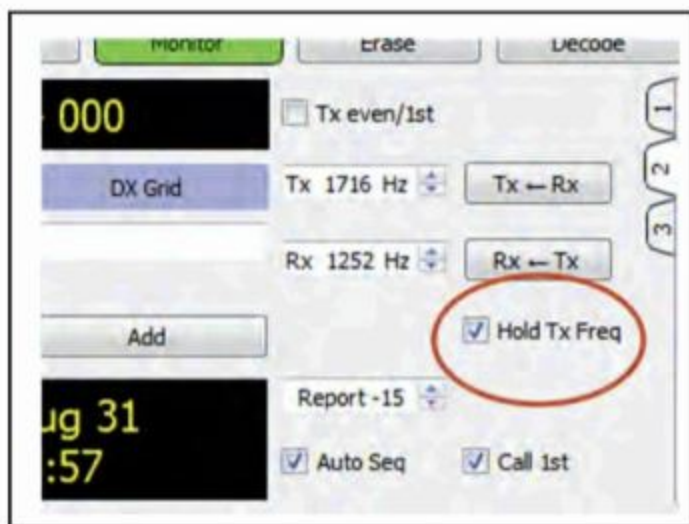 Monitor Erase Decode
000 Tx even/1st 1
DX Grid Tx 1716 Hz Tx ← Rx 2
Rx 1252 Hz Rx ← Tx 3
Add Hold Tx Freq
Report -15
ug 31
:57 Auto Seq Call 1st